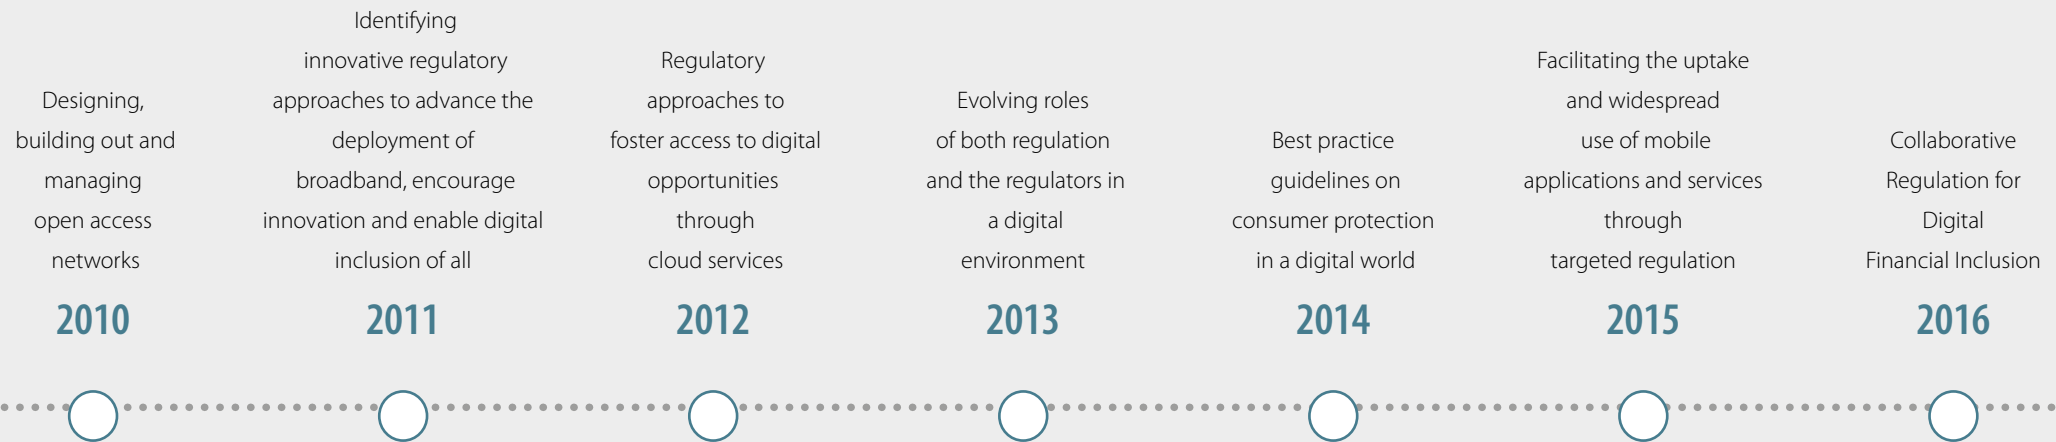 Designing,
building out and
managing
open access
networks
2010
Identifying
innovative regulatory
approaches to advance the
deployment of
broadband, encourage
innovation and enable digital
inclusion of all
2011
Regulatory
approaches to
foster access to digital
opportunities
through
cloud services
2012
Evolving roles
of both regulation
and the regulators in
a digital
environment
2013
Best practice
guidelines on
consumer protection
in a digital world
2014
Facilitating the uptake
and widespread
use of mobile
applications and services
through
targeted regulation
2015
Collaborative
Regulation for
Digital
Financial Inclusion
2016